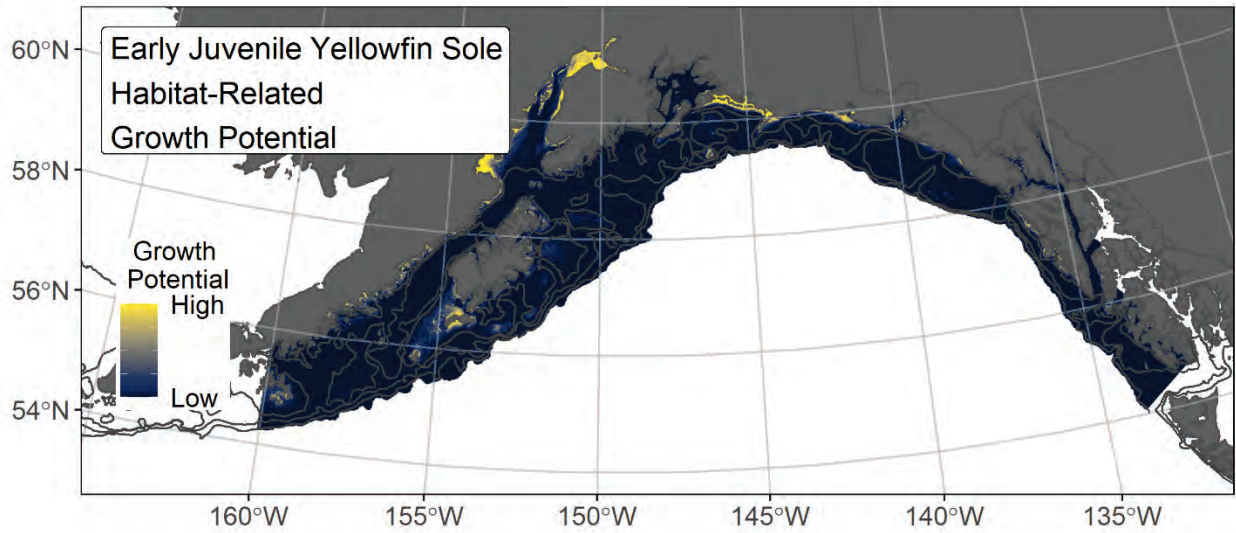 Early Juvenile Yellowfin Sole
Habitat-Related
Growth Potential
60°N
58°N
56°N
54°N
Growth
Potential
High
Low
160°W
155°W
150°W
145°W
140°W
135°W